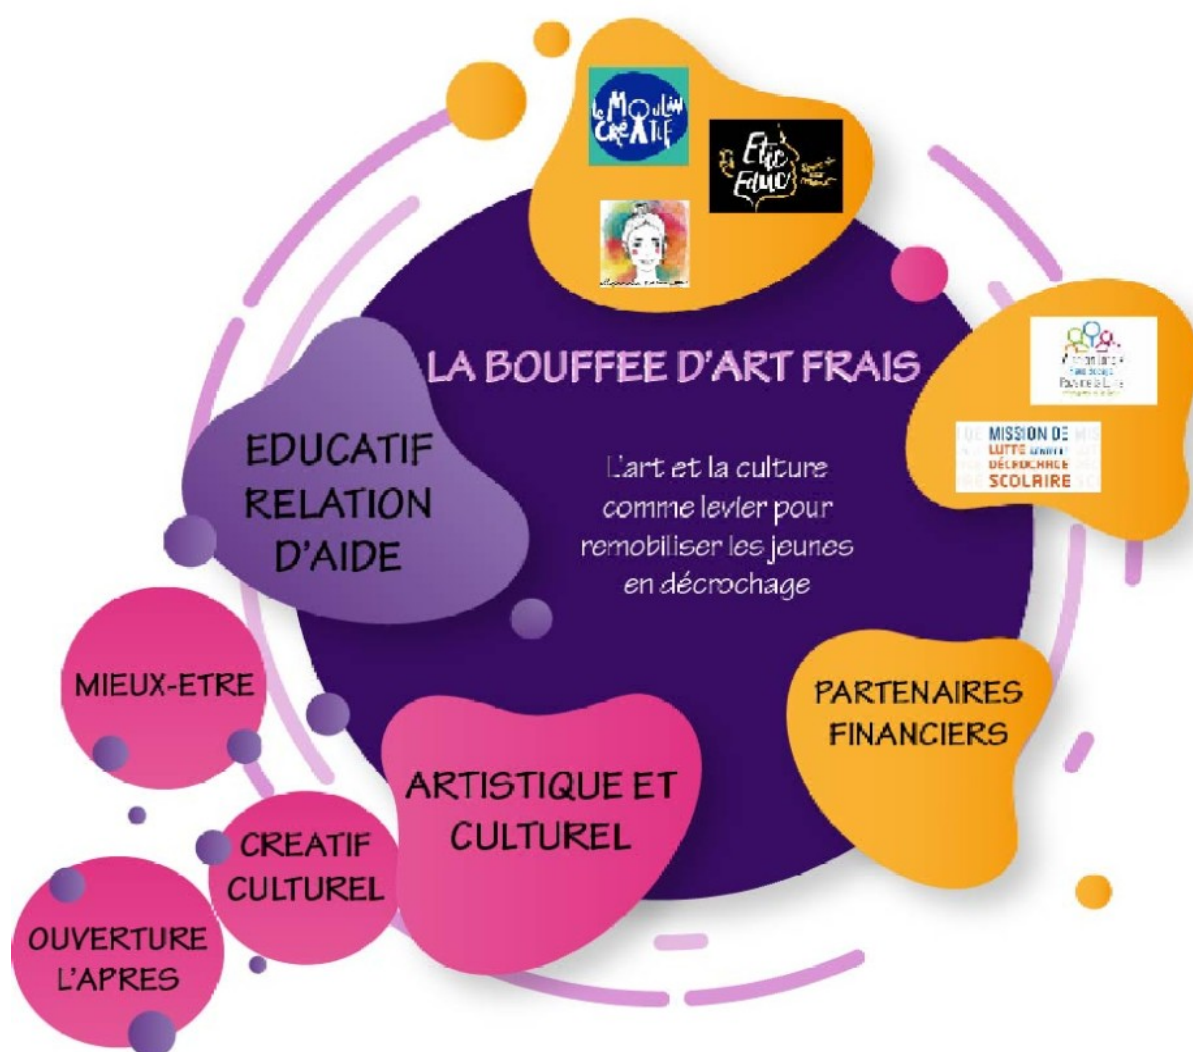 Le MOULIN
CRÉATIF
Etic
Educ
LA BOUFFEE D'ART FRAIS
L'art et la culture
comme levier pour
remobiliser les jeunes
en décrochage
EDUCATIF
RELATION
D'AIDE
MISSION DE
LUTTE CONTRE LE
DÉCROCHAGE
SCOLAIRE
PARTENAIRES
FINANCIERS
MIEUX-ETRE
ARTISTIQUE ET
CULTUREL
CREATIF
CULTUREL
OUVERTURE
L'APRES